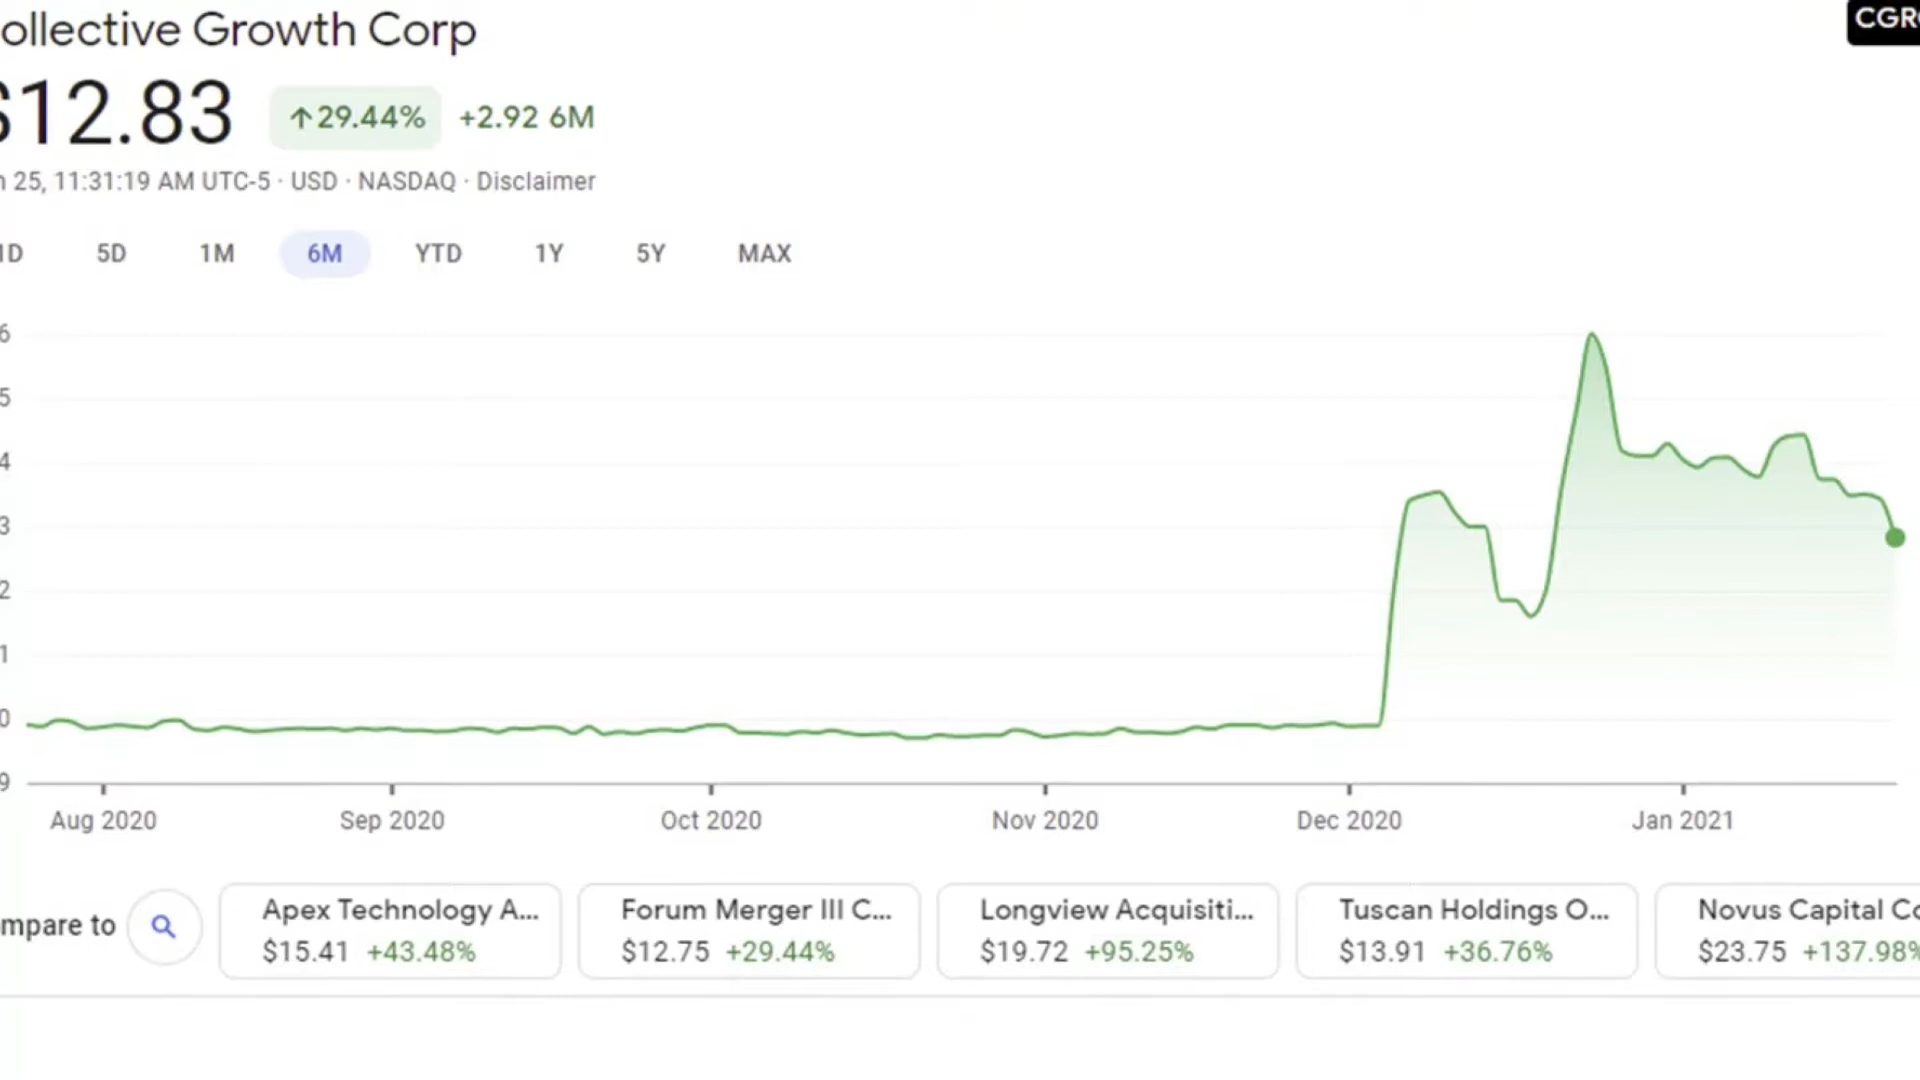 ollective Growth Corp
CGR
$12.83 ↑29.44% +2.92 6M
n 25, 11:31:19 AM UTC-5 · USD · NASDAQ · Disclaimer
1D 5D 1M 6M YTD 1Y 5Y MAX
6
5
4
3
2
1
0
9
Aug 2020 Sep 2020 Oct 2020 Nov 2020 Dec 2020 Jan 2021
mpare to
Apex Technology A... Forum Merger III C... Longview Acquisiti... Tuscan Holdings O... Novus Capital Co
$15.41 +43.48% $12.75 +29.44% $19.72 +95.25% $13.91 +36.76% $23.75 +137.98%